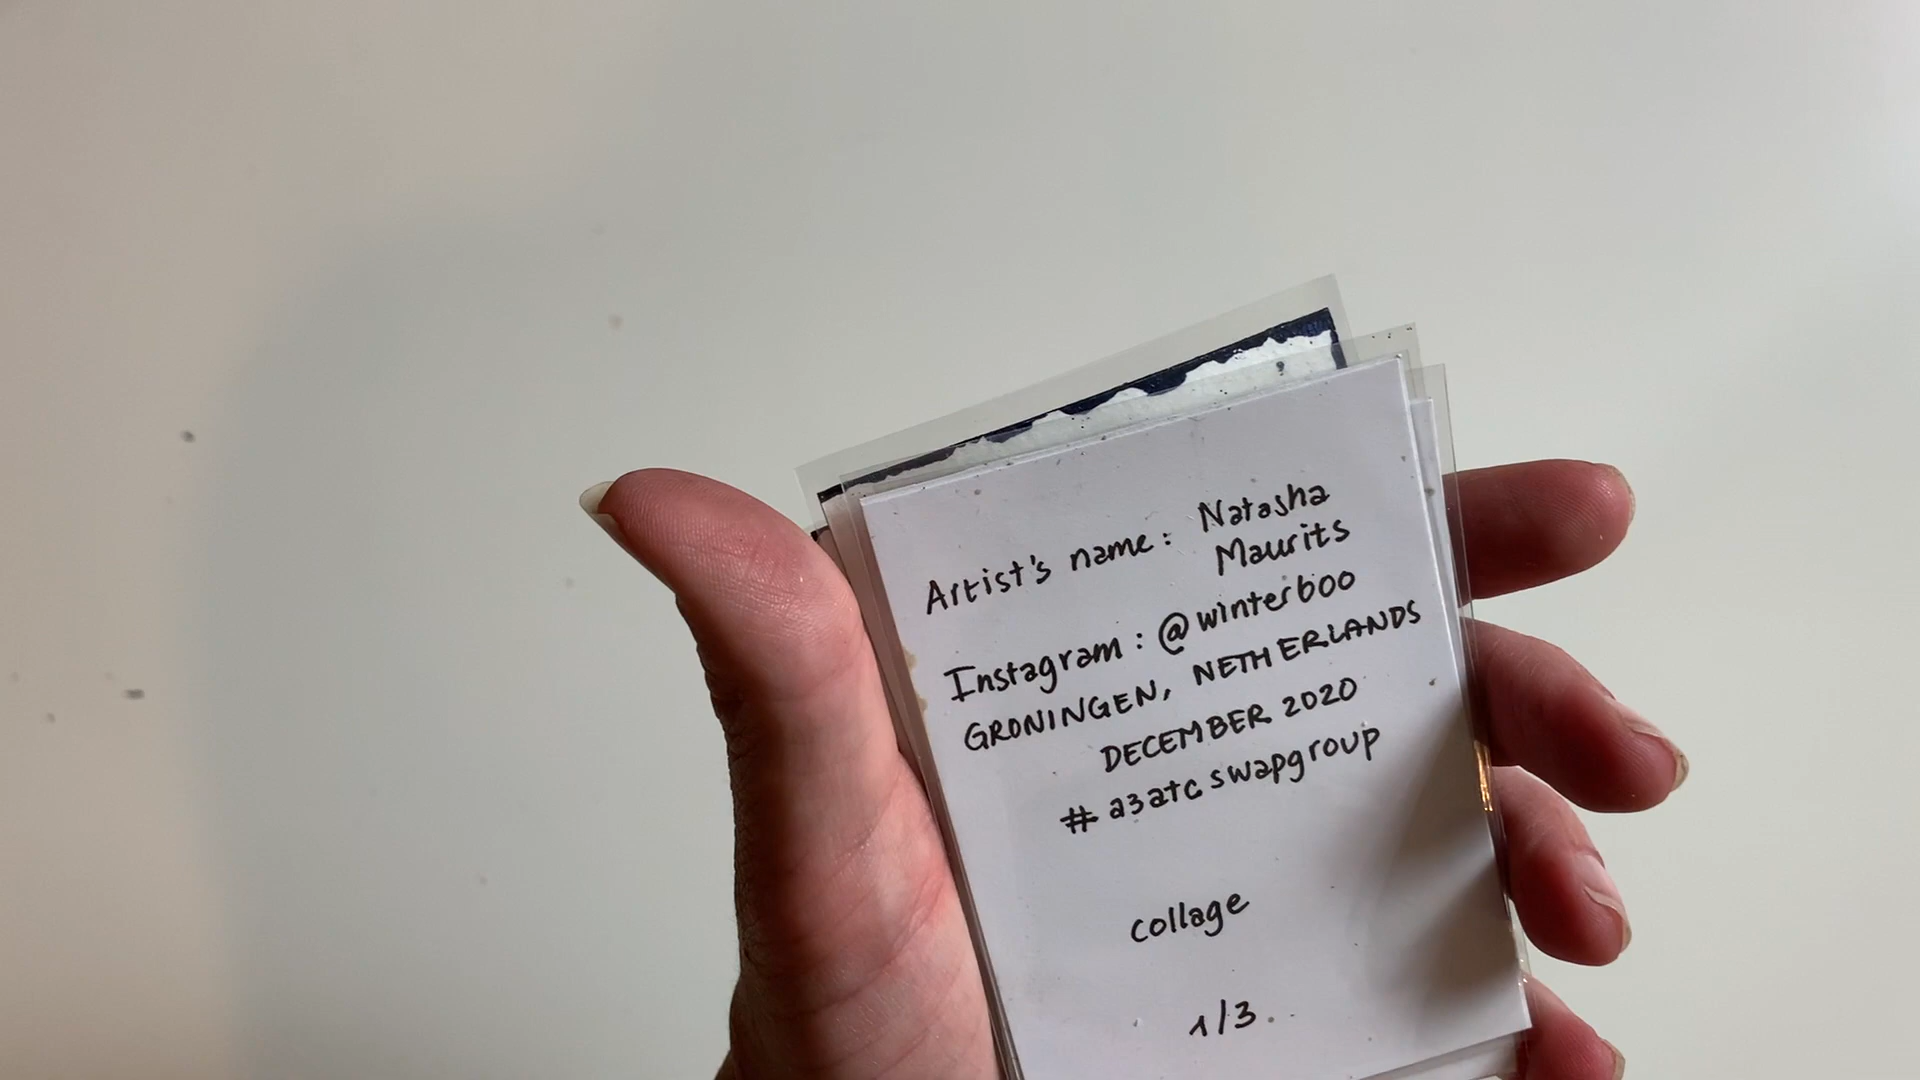 Artist's name: Natasha
Maurits
Instagram: @winterboo
GRONINGEN, NETHERLANDS
DECEMBER 2020
#a3atcswapgroup
collage
1/3